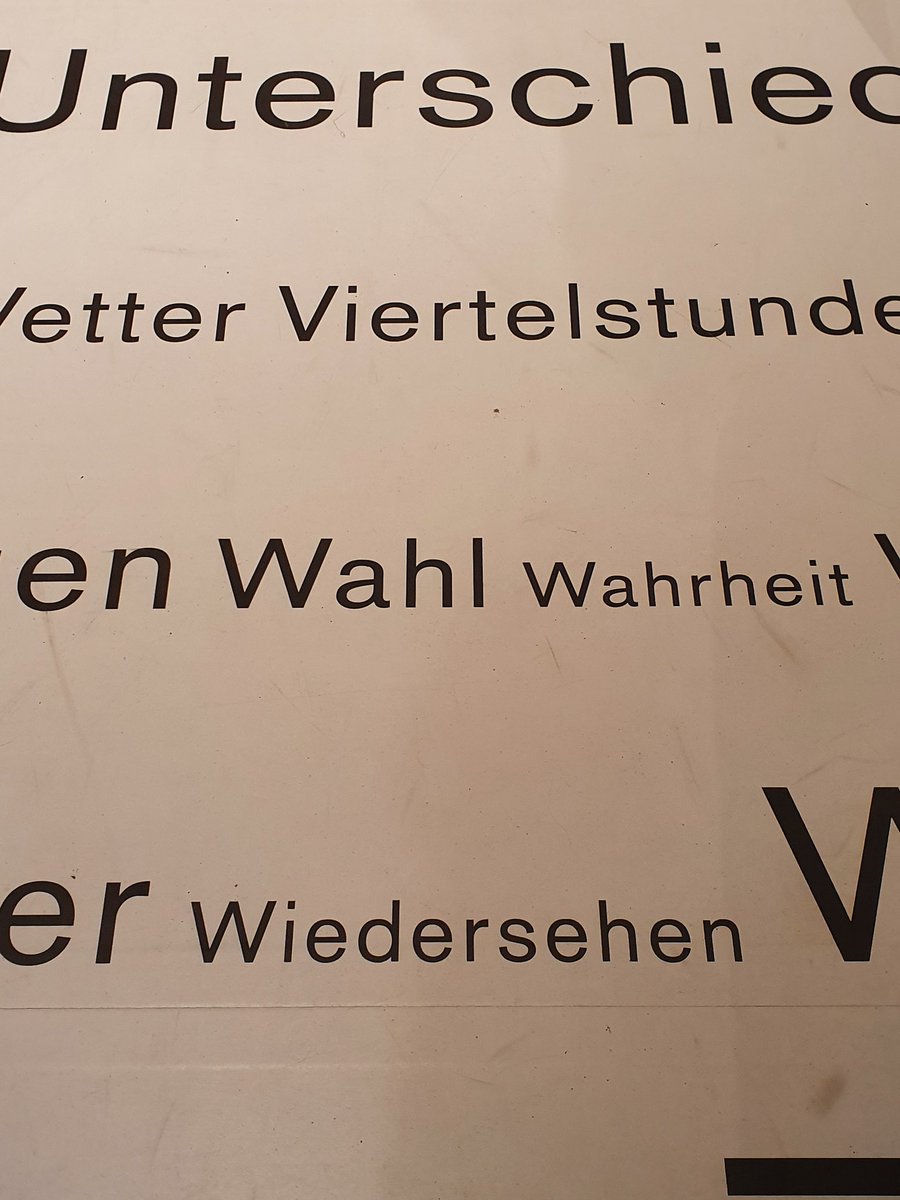 Unterschied
Vetter Viertelstunde
en Wahl Wahrheit
er Wiedersehen W